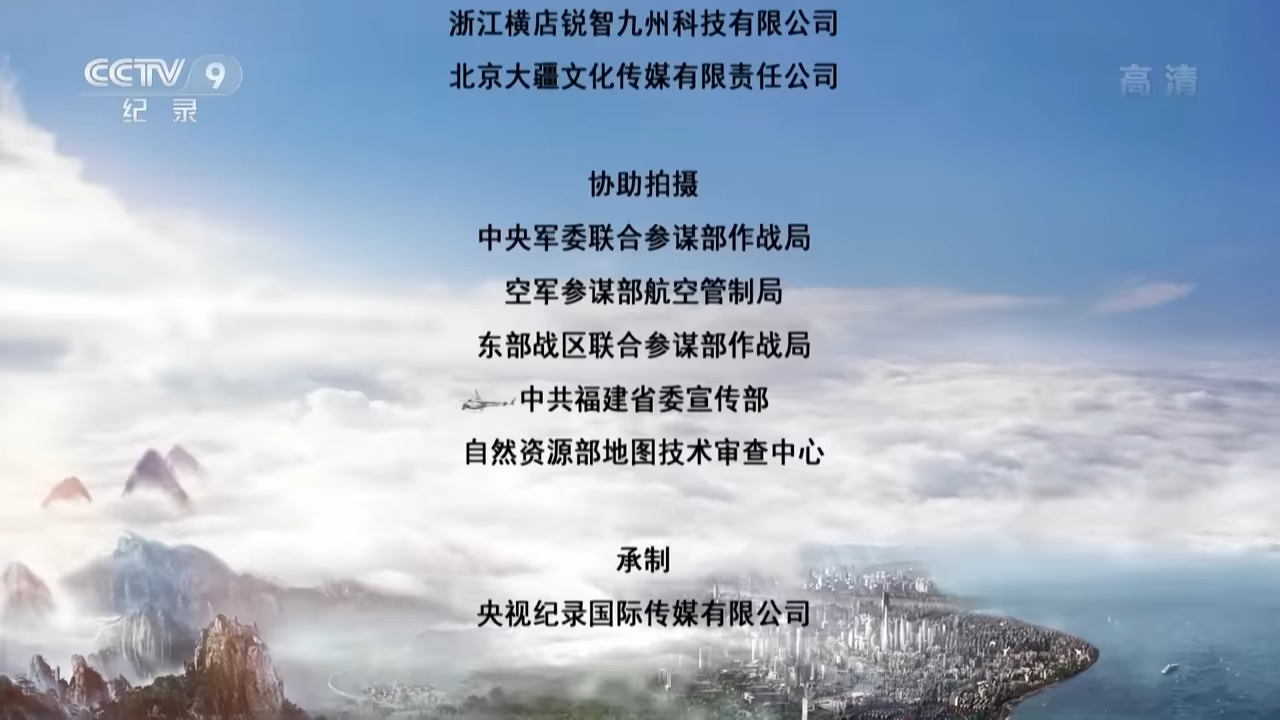 浙江横店锐智九州科技有限公司
北京大疆文化传媒有限责任公司
CCTV 9
纪 录
高 清
协助拍摄
中央军委联合参谋部作战局
空军参谋部航空管制局
东部战区联合参谋部作战局
中共福建省委宣传部
自然资源部地图技术审查中心
承制
央视纪录国际传媒有限公司